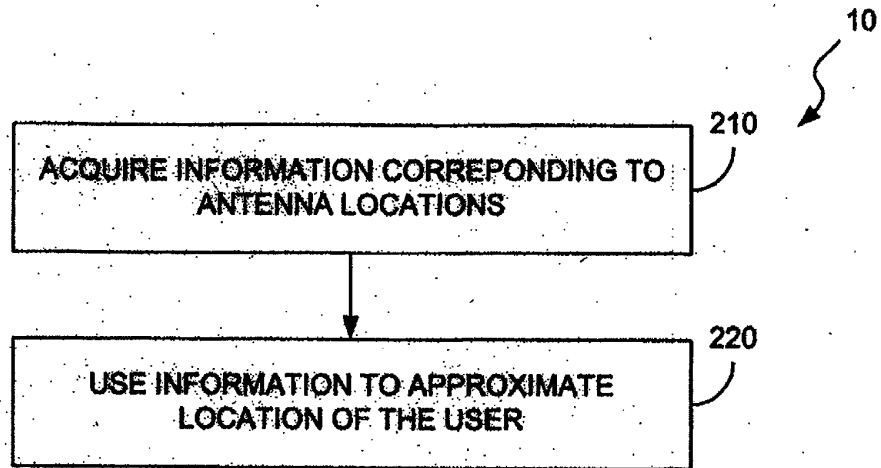 10
210
ACQUIRE INFORMATION CORREPONDING TO
ANTENNA LOCATIONS
220
USE INFORMATION TO APPROXIMATE
LOCATION OF THE USER